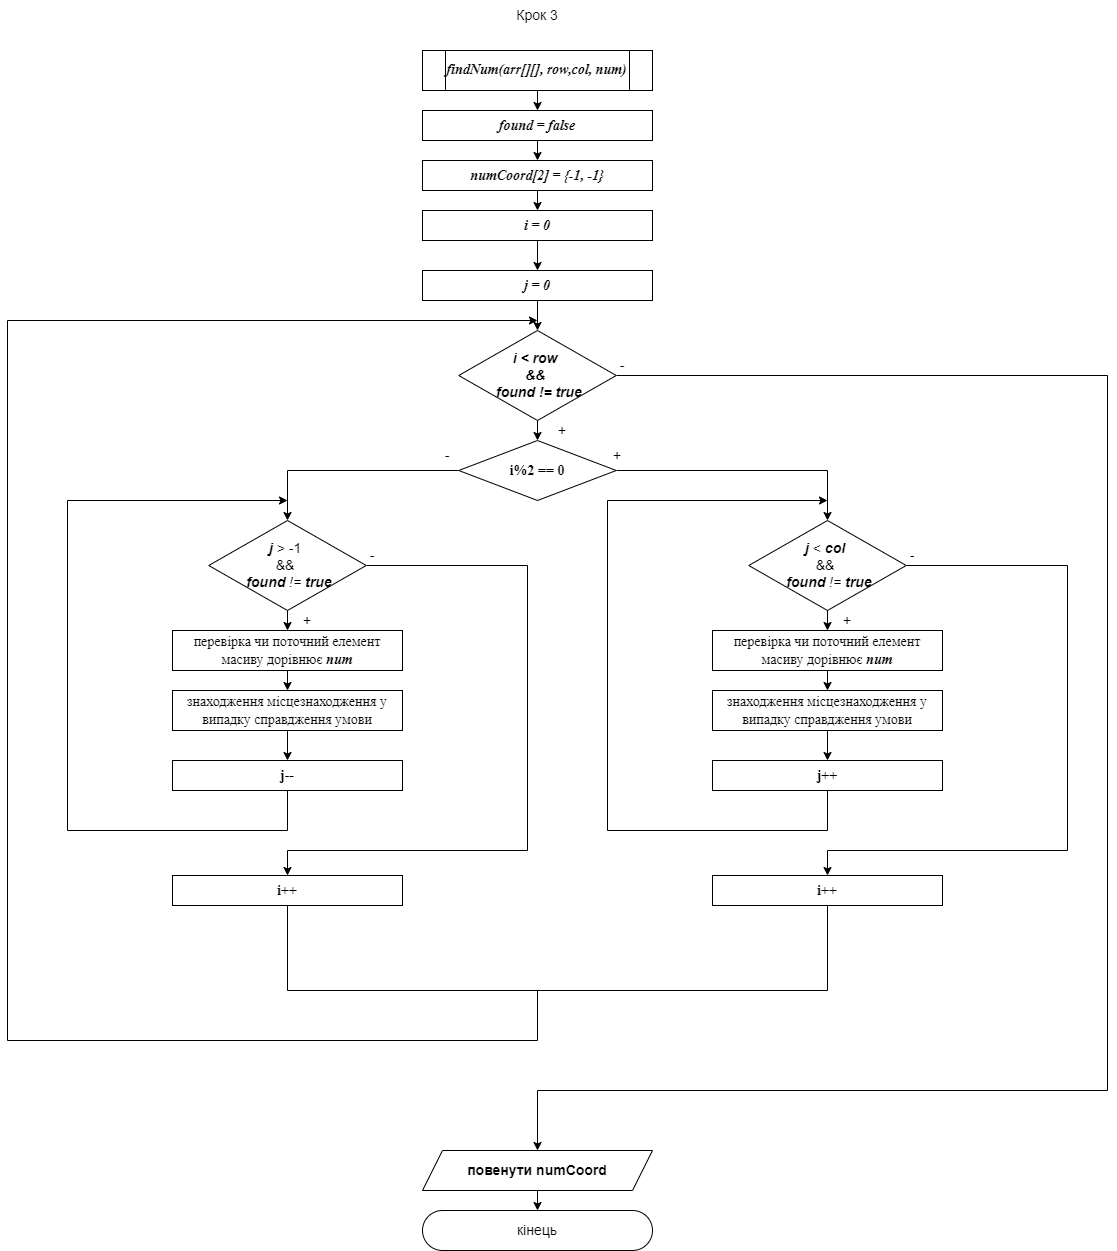 Крок 3
findNum(arr[][], row,col, num)
found = false
numCoord[2] = {-1, -1}
i = 0
j = 0
i < row
&&
found != true
-
+
i%2 == 0
-
+
j > -1
&&
found != true
-
+
перевірка чи поточний елемент
масиву дорівнює num
знаходження місцезнаходження у
випадку справдження умови
j--
i++
j < col
&&
found != true
-
+
перевірка чи поточний елемент
масиву дорівнює num
знаходження місцезнаходження у
випадку справдження умови
j++
i++
повенути numCoord
кінець